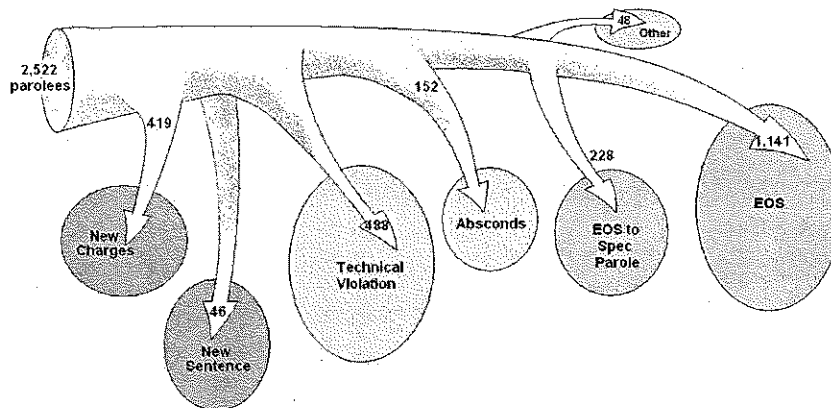 2,522
parolees
419
New
Charges
46
New
Sentence
488
Technical
Violation
152
Absconds
228
EOS to
Spec
Parole
48
Other
1,141
EOS